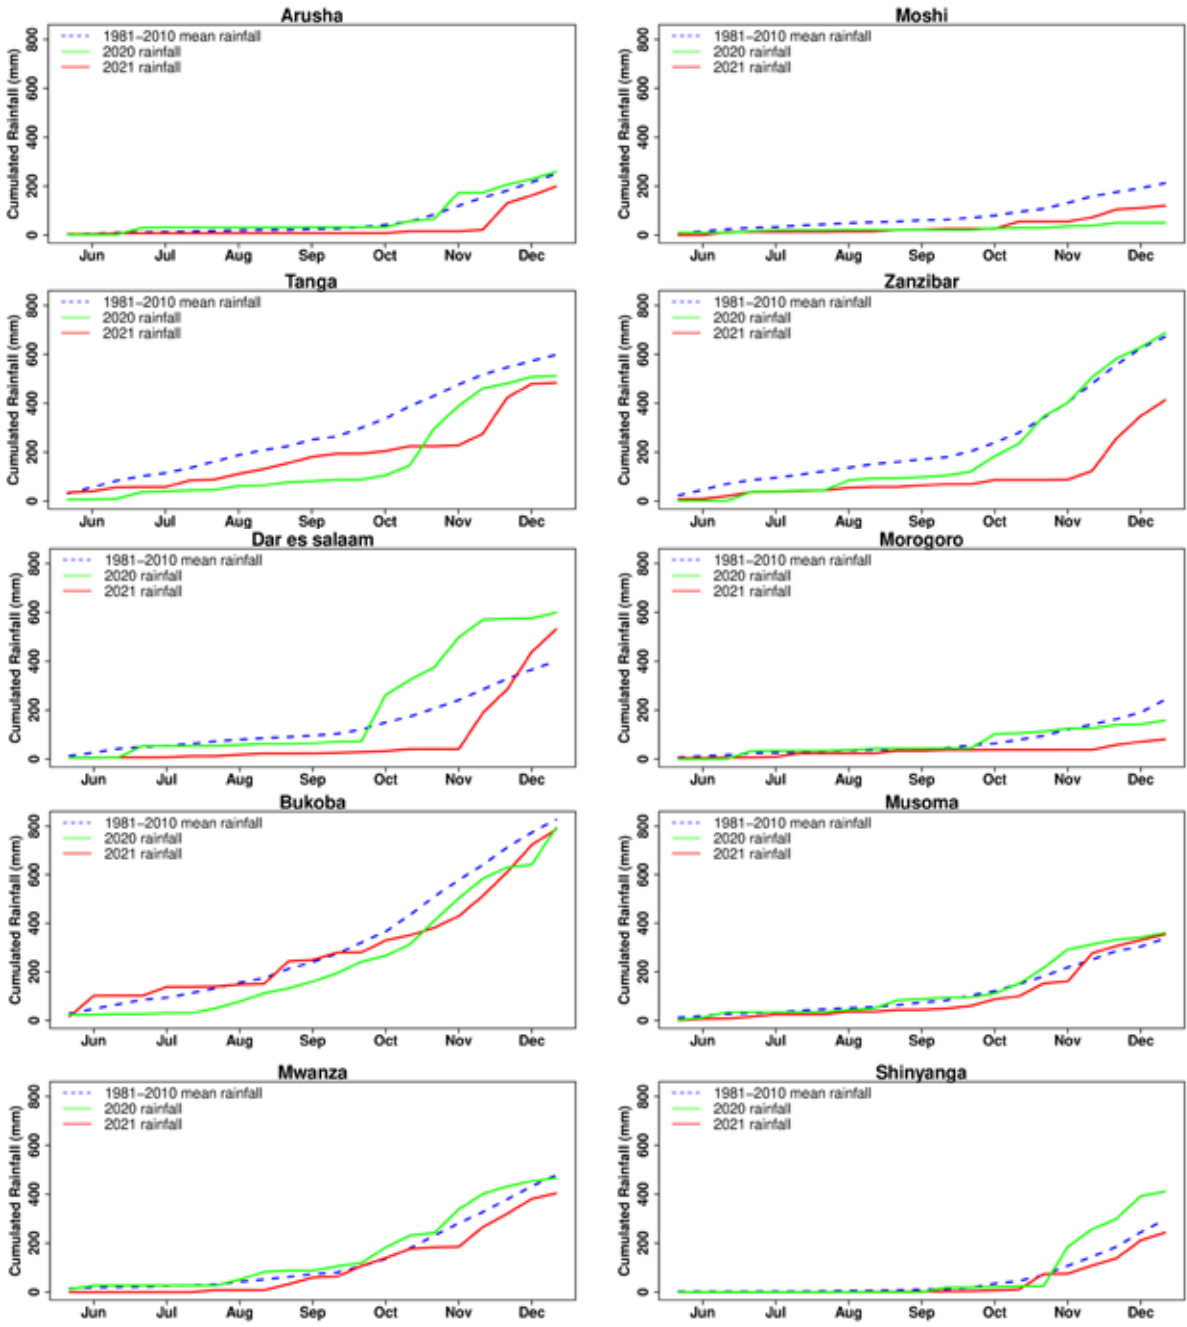 Arusha
Cumulated Rainfall (mm)
800
600
400
200
0
1981–2010 mean rainfall
2020 rainfall
2021 rainfall
Jun Jul Aug Sep Oct Nov Dec
Moshi
Cumulated Rainfall (mm)
800
600
400
200
0
1981–2010 mean rainfall
2020 rainfall
2021 rainfall
Jun Jul Aug Sep Oct Nov Dec
Tanga
Cumulated Rainfall (mm)
800
600
400
200
0
1981–2010 mean rainfall
2020 rainfall
2021 rainfall
Jun Jul Aug Sep Oct Nov Dec
Zanzibar
Cumulated Rainfall (mm)
800
600
400
200
0
1981–2010 mean rainfall
2020 rainfall
2021 rainfall
Jun Jul Aug Sep Oct Nov Dec
Dar es salaam
Cumulated Rainfall (mm)
800
600
400
200
0
1981–2010 mean rainfall
2020 rainfall
2021 rainfall
Jun Jul Aug Sep Oct Nov Dec
Morogoro
Cumulated Rainfall (mm)
800
600
400
200
0
1981–2010 mean rainfall
2020 rainfall
2021 rainfall
Jun Jul Aug Sep Oct Nov Dec
Bukoba
Cumulated Rainfall (mm)
800
600
400
200
0
1981–2010 mean rainfall
2020 rainfall
2021 rainfall
Jun Jul Aug Sep Oct Nov Dec
Musoma
Cumulated Rainfall (mm)
800
600
400
200
0
1981–2010 mean rainfall
2020 rainfall
2021 rainfall
Jun Jul Aug Sep Oct Nov Dec
Mwanza
Cumulated Rainfall (mm)
800
600
400
200
0
1981–2010 mean rainfall
2020 rainfall
2021 rainfall
Jun Jul Aug Sep Oct Nov Dec
Shinyanga
Cumulated Rainfall (mm)
800
600
400
200
0
1981–2010 mean rainfall
2020 rainfall
2021 rainfall
Jun Jul Aug Sep Oct Nov Dec